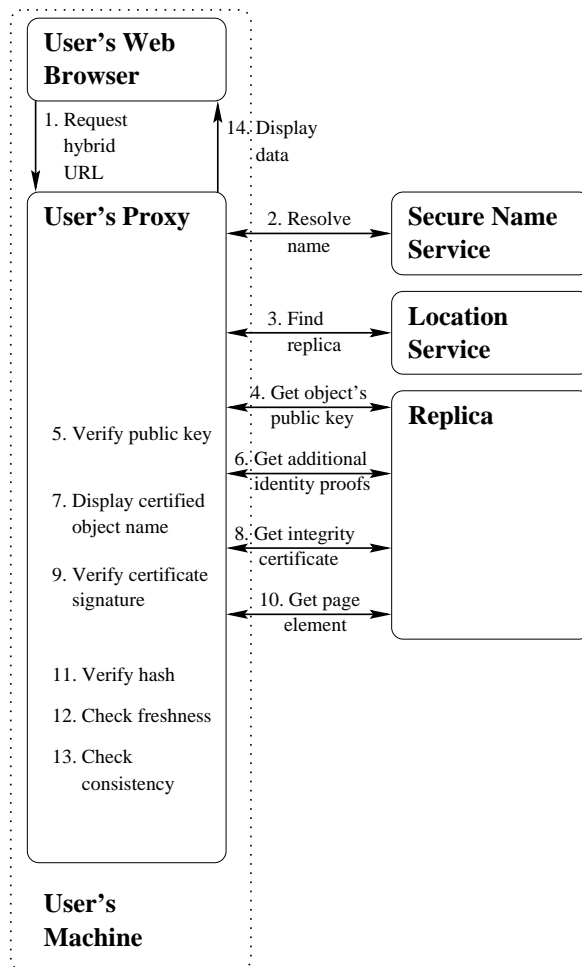 User's Web
Browser
1. Request
hybrid
URL
14. Display
data
User's Proxy
2. Resolve
name
Secure Name
Service
3. Find
replica
Location
Service
4. Get object's
public key
Replica
5. Verify public key
6. Get additional
identity proofs
7. Display certified
object name
8. Get integrity
certificate
9. Verify certificate
signature
10. Get page
element
11. Verify hash
12. Check freshness
13. Check
consistency
User's
Machine